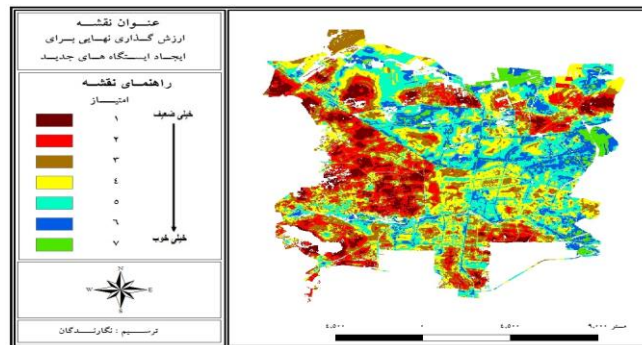 عنوان نقشه
ارزش گذاری نهایی برای
ایجاد ایستگاه های جدید
راهنمای نقشه
امتیاز
۱ خیلی ضعیف
۲
۳
۴
۵
۶
۷ خیلی خوب
N
W E
S
ترسیم : نگارندگان
۴,۵۰۰ ۰ ۴,۵۰۰ ۹,۰۰۰ متر